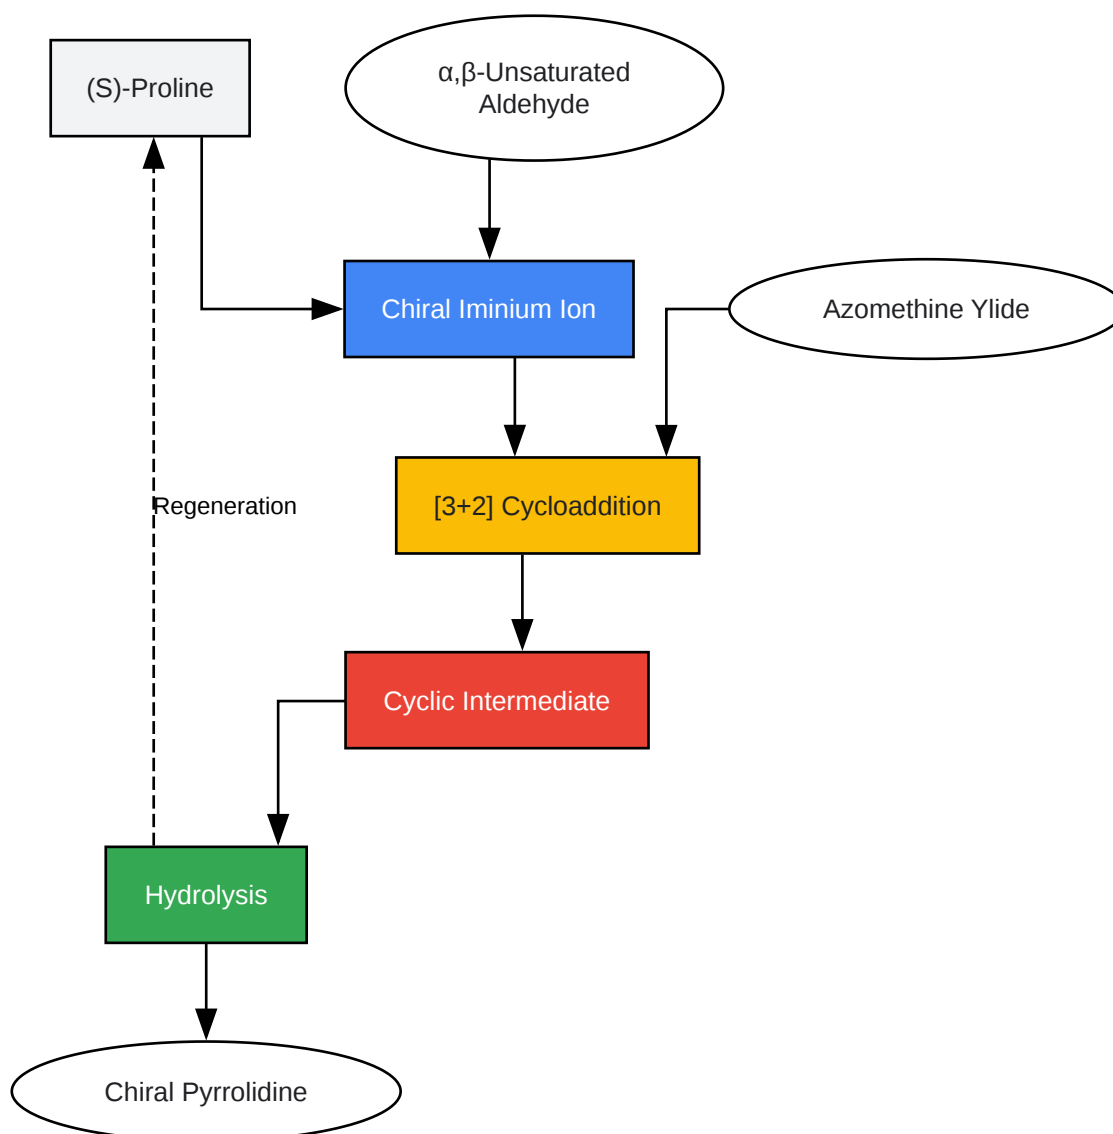 (S)-Proline
α,β-Unsaturated
Aldehyde
Chiral Iminium Ion
Azomethine Ylide
[3+2] Cycloaddition
Regeneration
Cyclic Intermediate
Hydrolysis
Chiral Pyrrolidine